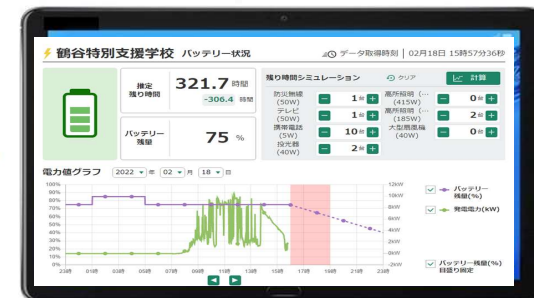 鶴谷特別支援学校 バッテリー状況
データ取得時刻 | 02月18日 15時57分36秒
推定
残り時間
321.7 時間
-306.4 時間
バッテリー
残量
75 %
残り時間シミュレーション
クリア
計算
防災無線
(50W)
1台
高所照明 (…
(415W)
0台
テレビ
(50W)
1台
高所照明 (…
(185W)
2台
携帯電話
(5W)
10台
大型扇風機
(40W)
0台
投光器
(40W)
2台
電力値グラフ
2022 年 02 月 18 日
100%
90%
80%
70%
60%
50%
40%
30%
20%
10%
0%
12kW
10kW
8kW
6kW
4kW
2kW
0kW
-2kW
23時 01時 03時 05時 07時 09時 11時 13時 15時 17時 19時 21時 23時
バッテリー
残量(%)
発電電力(kW)
バッテリー残量(%)
目盛り固定